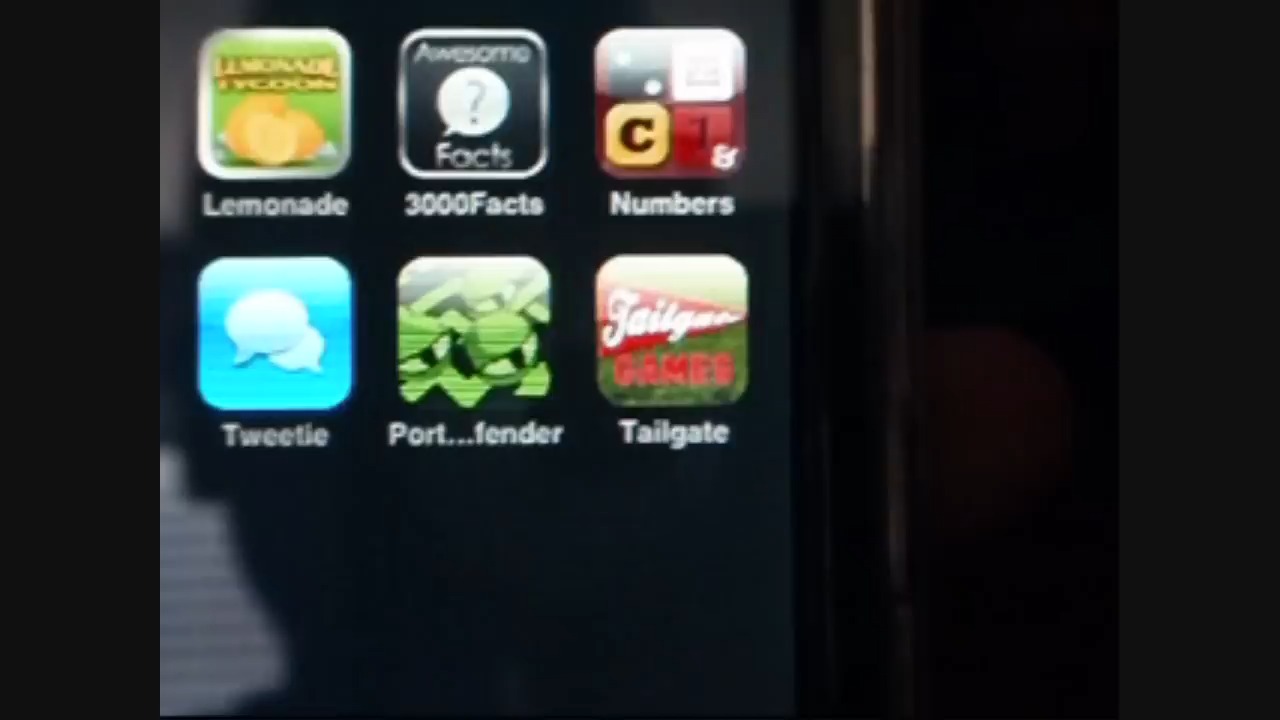 LEMONADE
TYCOON
Awesome
?
Facts
C
&
Lemonade
3000Facts
Numbers
Tailgate
GAMES
Tweetie
Port...fender
Tailgate